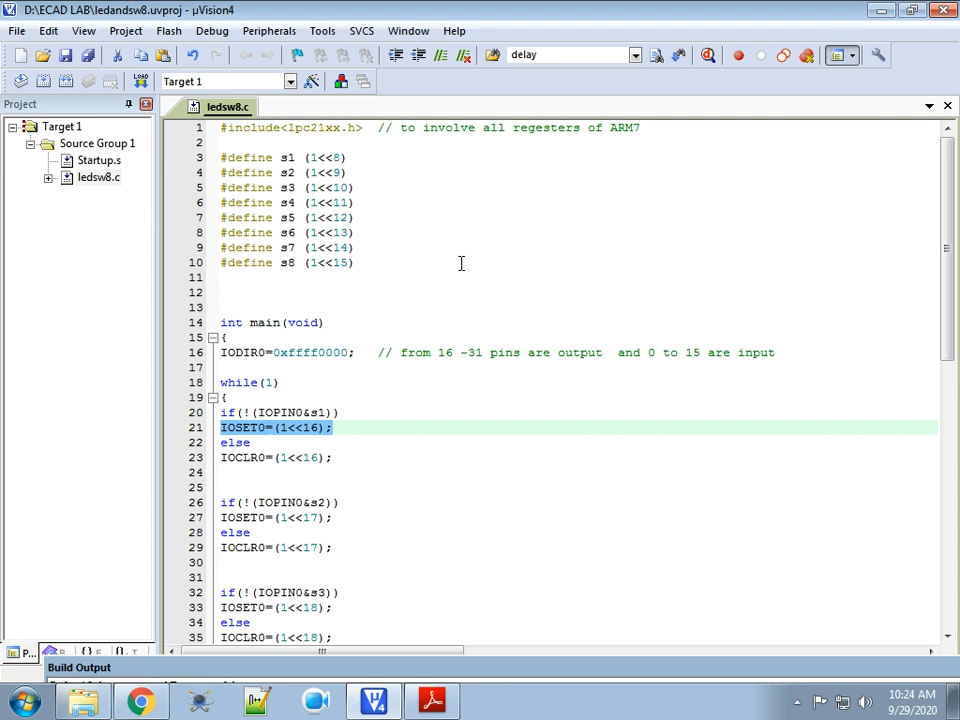 D:\ECAD LAB\ledandsw8.uvproj - µVision4
File Edit View Project Flash Debug Peripherals Tools SVCS Window Help
delay
LOAD Target 1
Project
ledsw8.c
Target 1
Source Group 1
Startup.s
ledsw8.c
1 #include<lpc21xx.h> // to involve all regesters of ARM7
2
3 #define s1 (1<<8)
4 #define s2 (1<<9)
5 #define s3 (1<<10)
6 #define s4 (1<<11)
7 #define s5 (1<<12)
8 #define s6 (1<<13)
9 #define s7 (1<<14)
10 #define s8 (1<<15)
11
12
13
14 int main(void)
15 {
16 IODIR0=0xffff0000; // from 16 -31 pins are output and 0 to 15 are input
17
18 while(1)
19 {
20 if(!(IOPIN0&s1))
21 IOSET0=(1<<16);
22 else
23 IOCLR0=(1<<16);
24
25
26 if(!(IOPIN0&s2))
27 IOSET0=(1<<17);
28 else
29 IOCLR0=(1<<17);
30
31
32 if(!(IOPIN0&s3))
33 IOSET0=(1<<18);
34 else
35 IOCLR0=(1<<18);
P...
Build Output
10:24 AM
9/29/2020